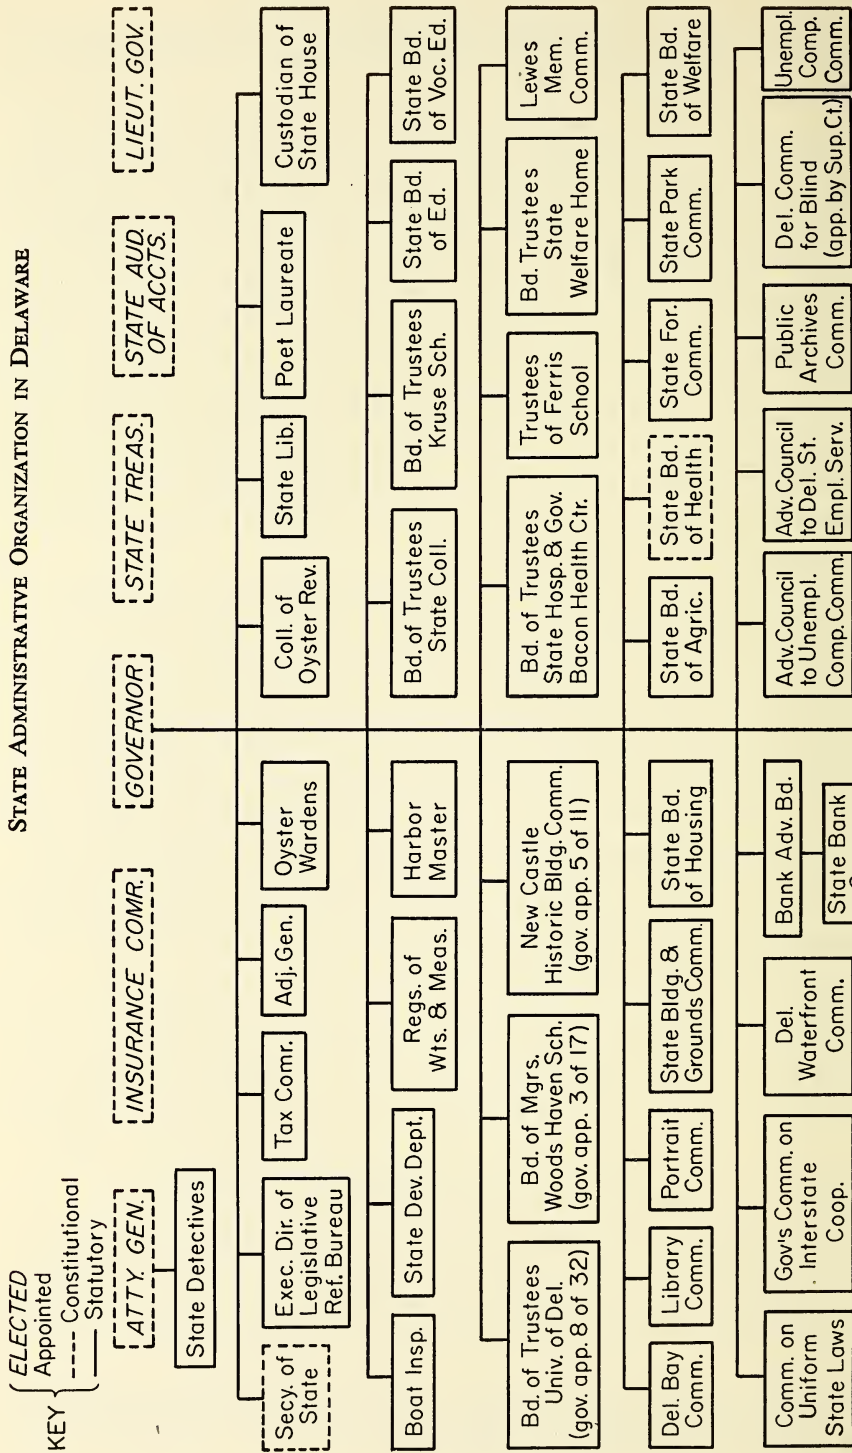 STATE ADMINISTRATIVE ORGANIZATION IN DELAWARE
KEY
ELECTED
Appointed
Constitutional
Statutory
ATTY. GEN.
INSURANCE COMR.
GOVERNOR
STATE TREAS.
STATE AUD.
OF ACCTS.
LIEUT. GOV.
State Detectives
Secy. of
State
Exec. Dir. of
Legislative
Ref. Bureau
Tax Comr.
Adj. Gen.
Oyster
Wardens
Coll. of
Oyster Rev.
State Lib.
Poet Laureate
Custodian of
State House
Boat Insp.
State Dev. Dept.
Regs. of
Wts. & Meas.
Harbor
Master
Bd. of Trustees
State Coll.
Bd. of Trustees
Kruse Sch.
State Bd.
of Ed.
State Bd.
of Voc. Ed.
Bd. of Trustees
Univ. of Del.
(gov. app. 8 of 32)
Bd. of Mgrs.
Woods Haven Sch.
(gov. app. 3 of 17)
New Castle
Historic Bldg. Comm.
(gov. app. 5 of 11)
Bd. of Trustees
State Hosp. & Gov.
Bacon Health Ctr.
Trustees
of Ferris
School
Bd. Trustees
State
Welfare Home
Lewes
Mem.
Comm.
Del. Bay
Comm.
Library
Comm.
Portrait
Comm.
State Bldg. &
Grounds Comm.
State Bd.
of Housing
State Bd.
of Agric.
State Bd.
of Health
State For.
Comm.
State Park
Comm.
State Bd.
of Welfare
Comm. on
Uniform
State Laws
Gov's Comm. on
Interstate
Coop.
Del.
Waterfront
Comm.
Bank Adv. Bd.
State Bank
Adv. Council
to Unempl.
Comp. Comm.
Adv. Council
to Del. St.
Empl. Serv.
Public
Archives
Comm.
Del. Comm.
for Blind
(app. by Sup. Ct.)
Unempl.
Comp.
Comm.